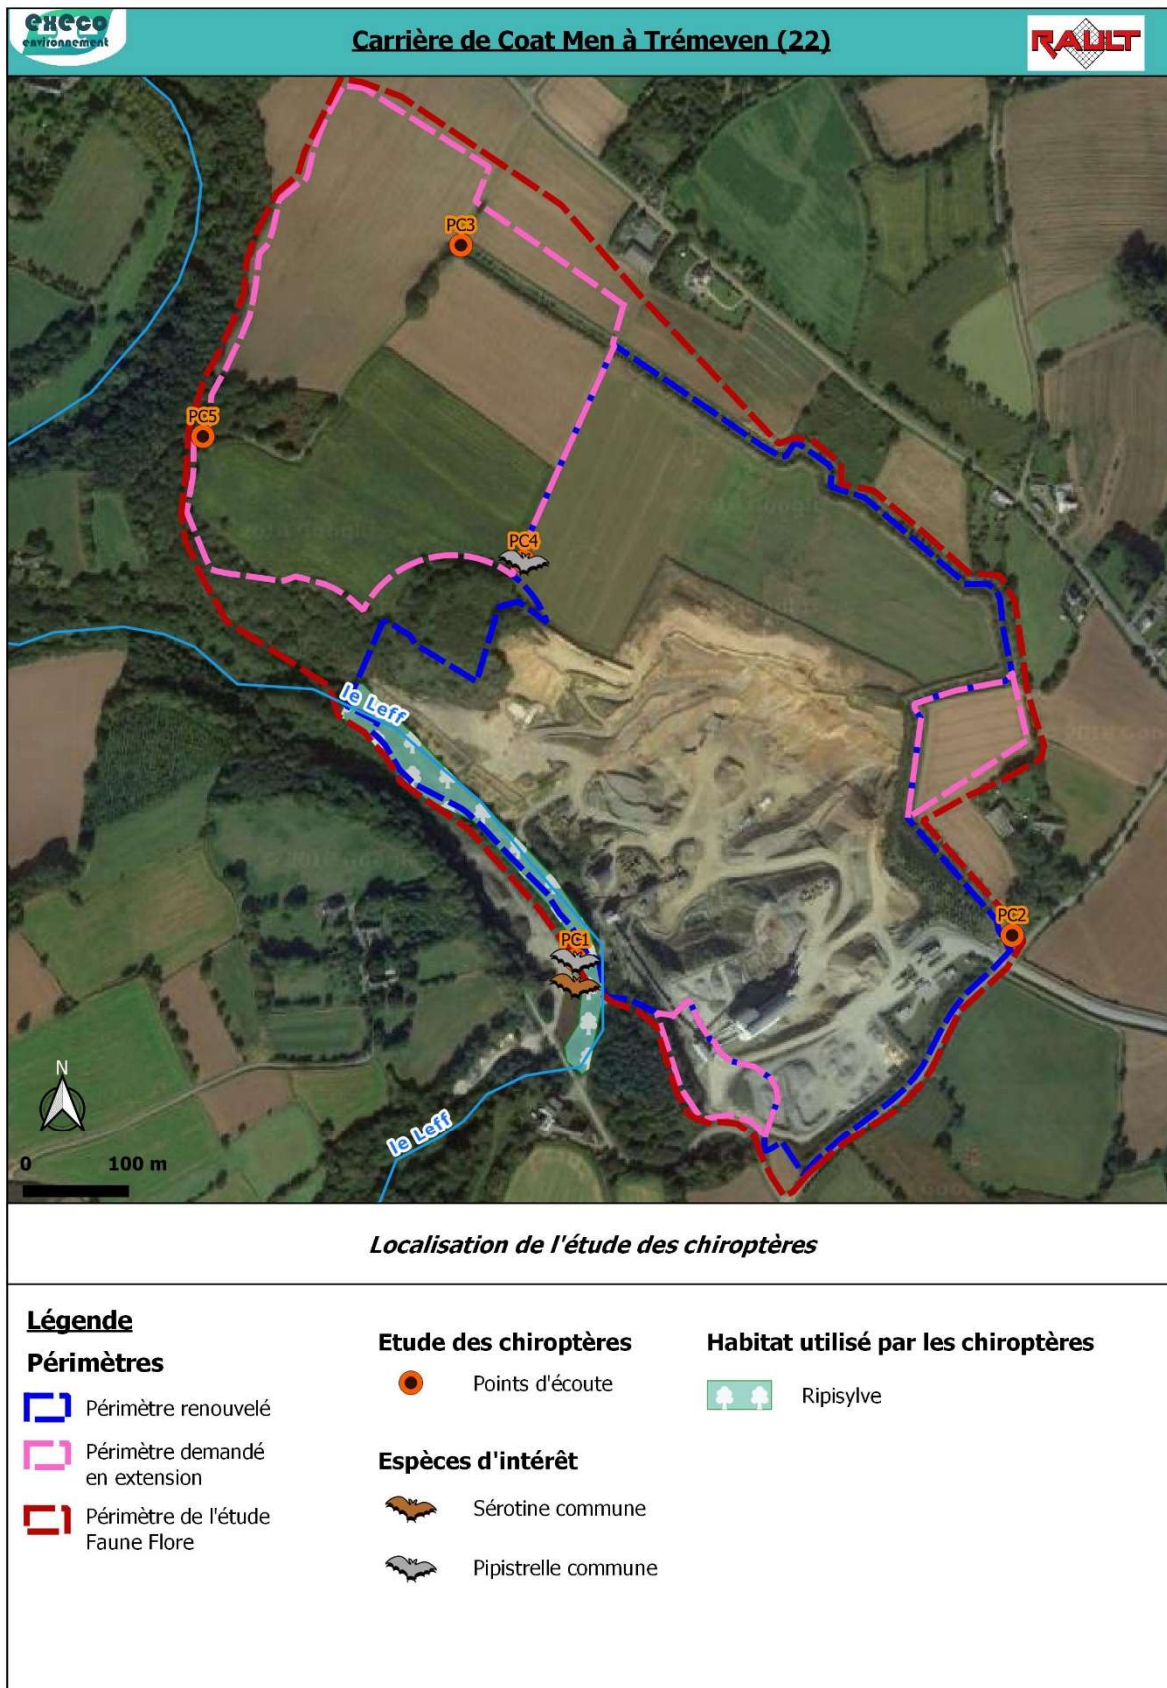 execo
environnement
Carrière de Coat Men à Trémeven (22)
RAULT
PC3
PC5
PC4
le Leff
PC1
PC2
le Leff
N
0 100 m
Localisation de l'étude des chiroptères
Légende
Périmètres
Périmètre renouvelé
Périmètre demandé
en extension
Périmètre de l'étude
Faune Flore
Etude des chiroptères
Points d'écoute
Espèces d'intérêt
Sérotine commune
Pipistrelle commune
Habitat utilisé par les chiroptères
Ripisylve